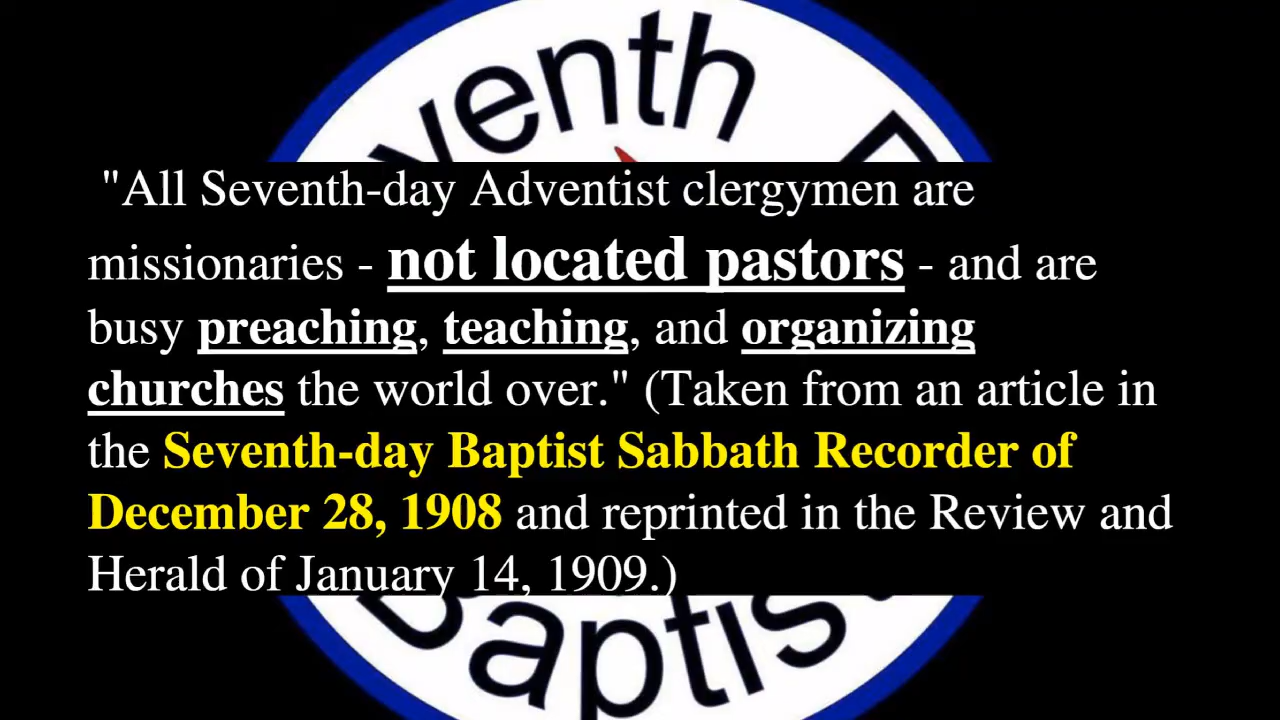 venth
"All Seventh-day Adventist clergymen are
missionaries - not located pastors - and are
busy preaching, teaching, and organizing
churches the world over." (Taken from an article in
the Seventh-day Baptist Sabbath Recorder of
December 28, 1908 and reprinted in the Review and
Herald of January 14, 1909.)
Baptis